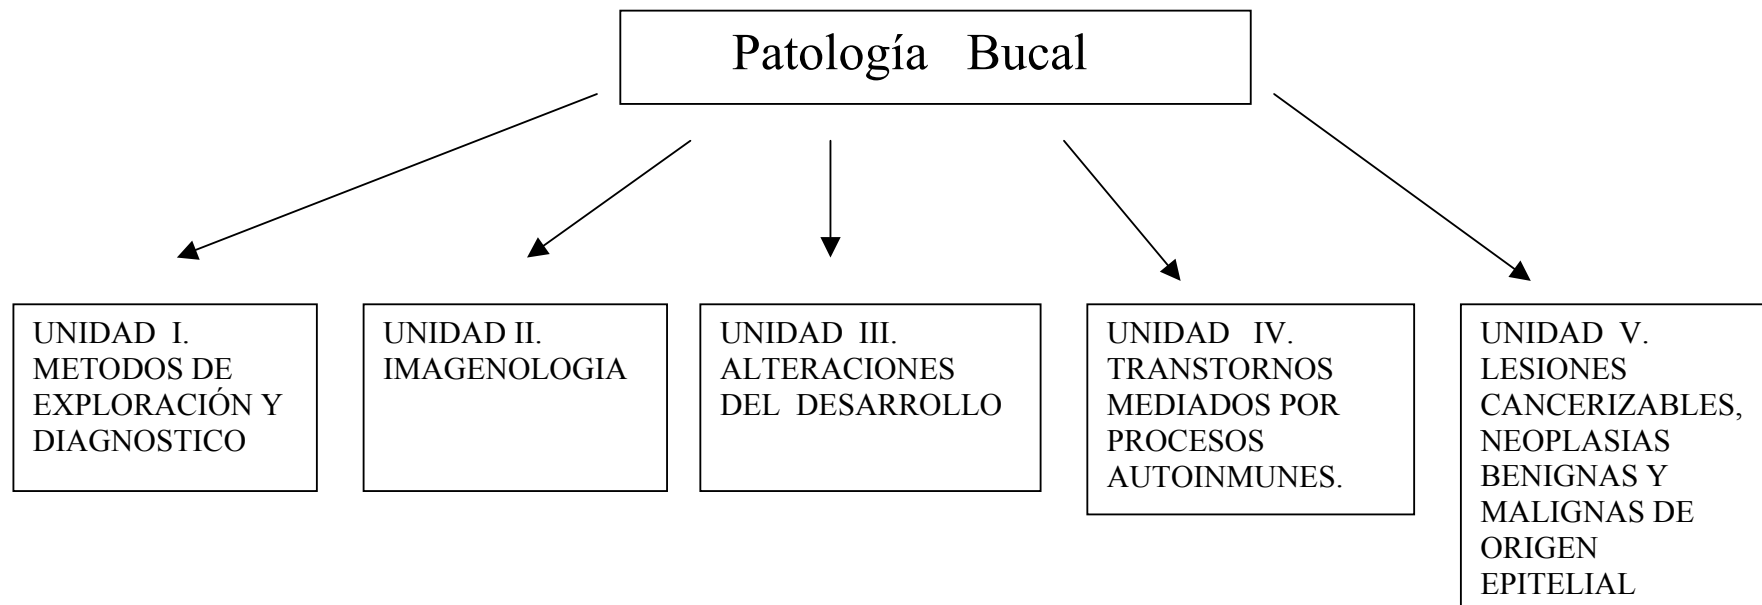 Patología Bucal
UNIDAD I.
METODOS DE
EXPLORACIÓN Y
DIAGNOSTICO
UNIDAD II.
IMAGENOLOGIA
UNIDAD III.
ALTERACIONES
DEL DESARROLLO
UNIDAD IV.
TRANSTORNOS
MEDIADOS POR
PROCESOS
AUTOINMUNES.
UNIDAD V.
LESIONES
CANCERIZABLES,
NEOPLASIAS
BENIGNAS Y
MALIGNAS DE
ORIGEN
EPITELIAL